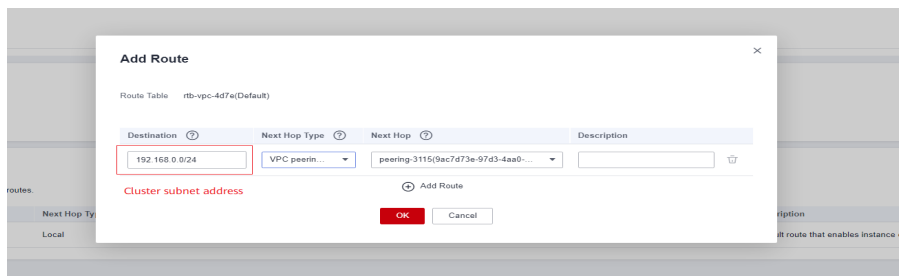 Add Route
Route Table rtb-vpc-4d7e(Default)
Destination ? Next Hop Type ? Next Hop ? Description
192.168.0.0/24 VPC peerin... peering-3115(9ac7d73e-97d3-4aa0-...
Cluster subnet address
Add Route
routes.
OK Cancel
Next Hop Ty ription
Local lt route that enables instance